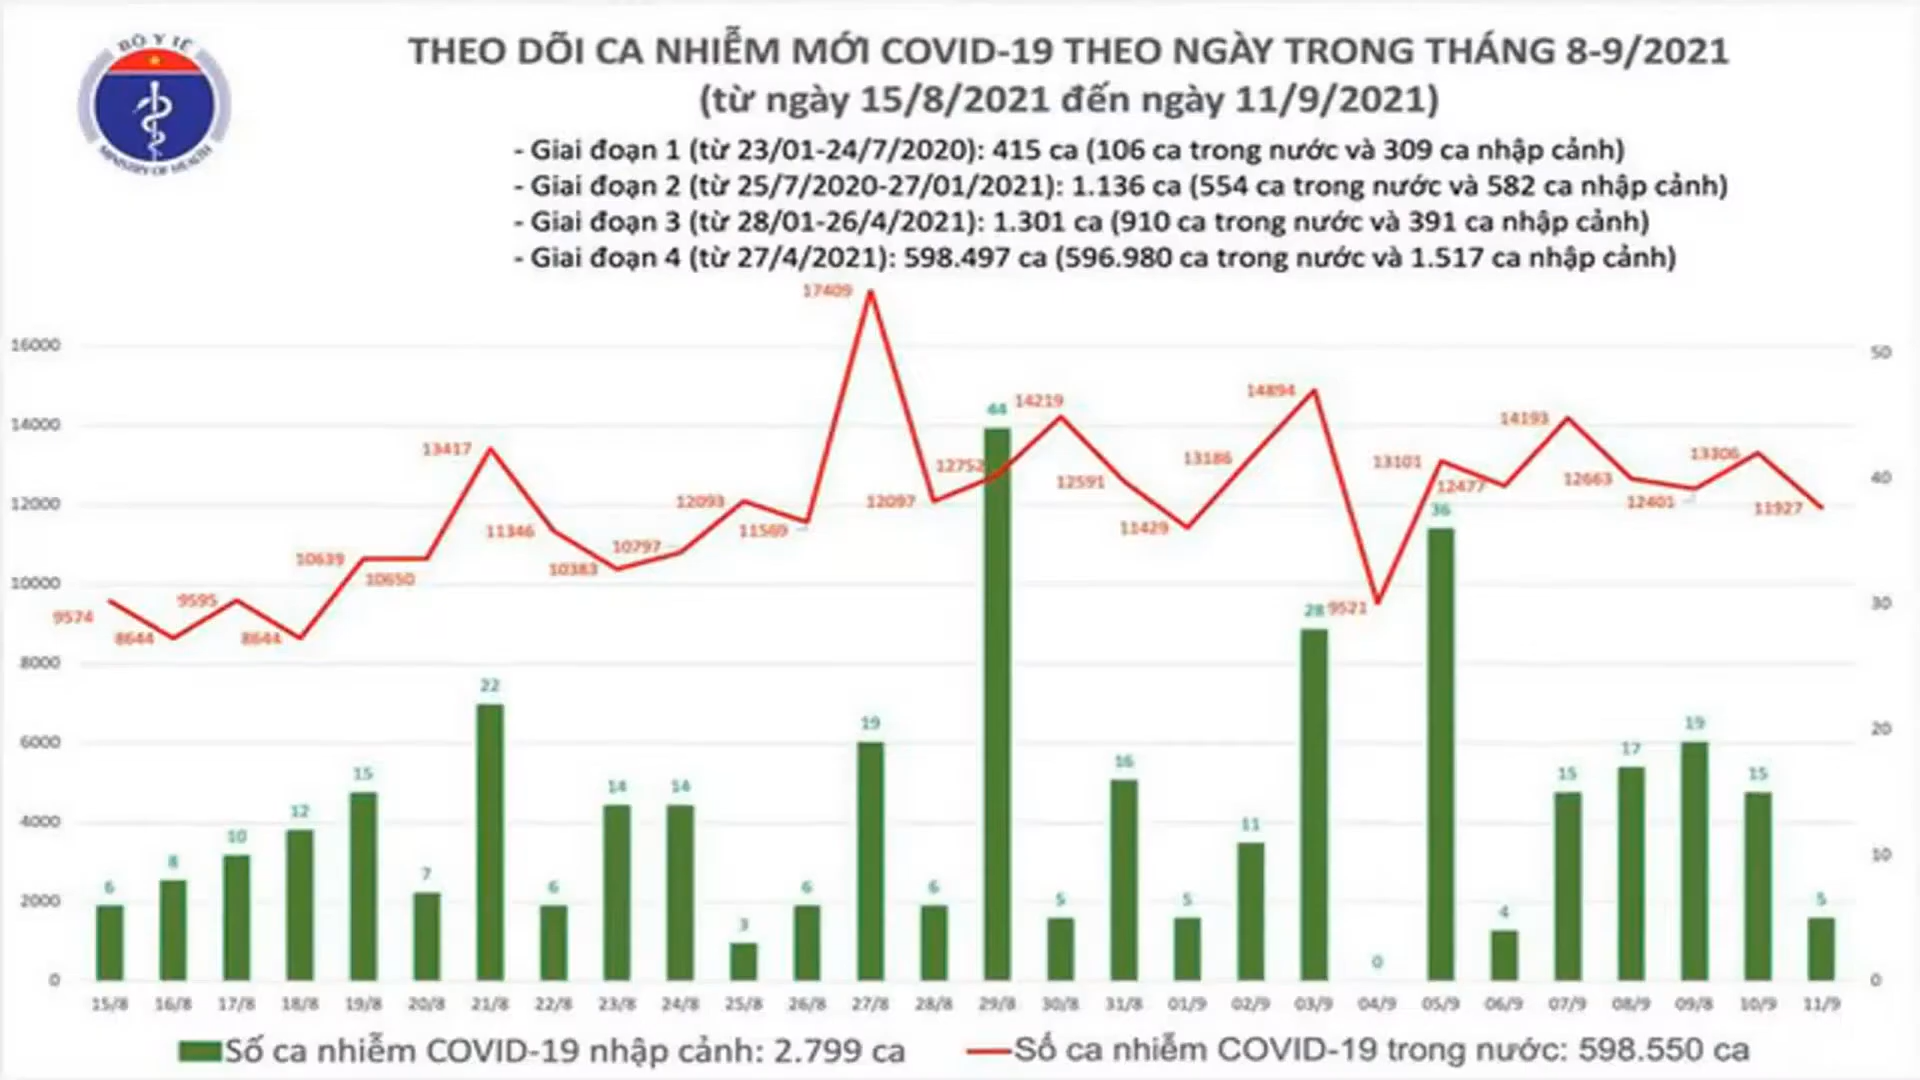 BỘ Y TẾ
MINISTRY OF HEALTH
THEO DÕI CA NHIỄM MỚI COVID-19 THEO NGÀY TRONG THÁNG 8-9/2021
(từ ngày 15/8/2021 đến ngày 11/9/2021)
- Giai đoạn 1 (từ 23/01-24/7/2020): 415 ca (106 ca trong nước và 309 ca nhập cảnh)
- Giai đoạn 2 (từ 25/7/2020-27/01/2021): 1.136 ca (554 ca trong nước và 582 ca nhập cảnh)
- Giai đoạn 3 (từ 28/01-26/4/2021): 1.301 ca (910 ca trong nước và 391 ca nhập cảnh)
- Giai đoạn 4 (từ 27/4/2021): 598.497 ca (596.980 ca trong nước và 1.517 ca nhập cảnh)
16000
14000
12000
10000
8000
6000
4000
2000
0
50
40
30
20
10
0
9574 8644 9595 8644 10639 10650 13417 11346 10383 10797 12093 11569 17409 12097 12752 14219 12591 11429 13186 14894 9521 13101 12477 14193 12663 12401 13306 11927
6 8 10 12 15 7 22 6 14 14 3 6 19 6 44 5 16 5 11 28 0 36 4 15 17 19 15 5
15/8 16/8 17/8 18/8 19/8 20/8 21/8 22/8 23/8 24/8 25/8 26/8 27/8 28/8 29/8 30/8 31/8 01/9 02/9 03/9 04/9 05/9 06/9 07/9 08/9 09/8 10/9 11/9
Số ca nhiễm COVID-19 nhập cảnh: 2.799 ca
Số ca nhiễm COVID-19 trong nước: 598.550 ca